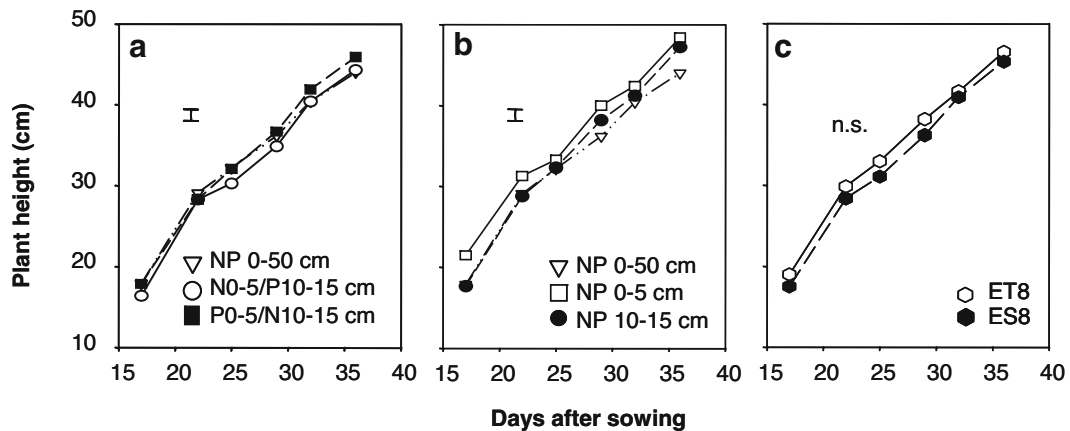 Plant height (cm)
50
40
30
20
10
a
NP 0-50 cm
N0-5/P10-15 cm
P0-5/N10-15 cm
15 20 25 30 35 40
b
NP 0-50 cm
NP 0-5 cm
NP 10-15 cm
15 20 25 30 35 40
c
n.s.
ET8
ES8
15 20 25 30 35 40
Days after sowing